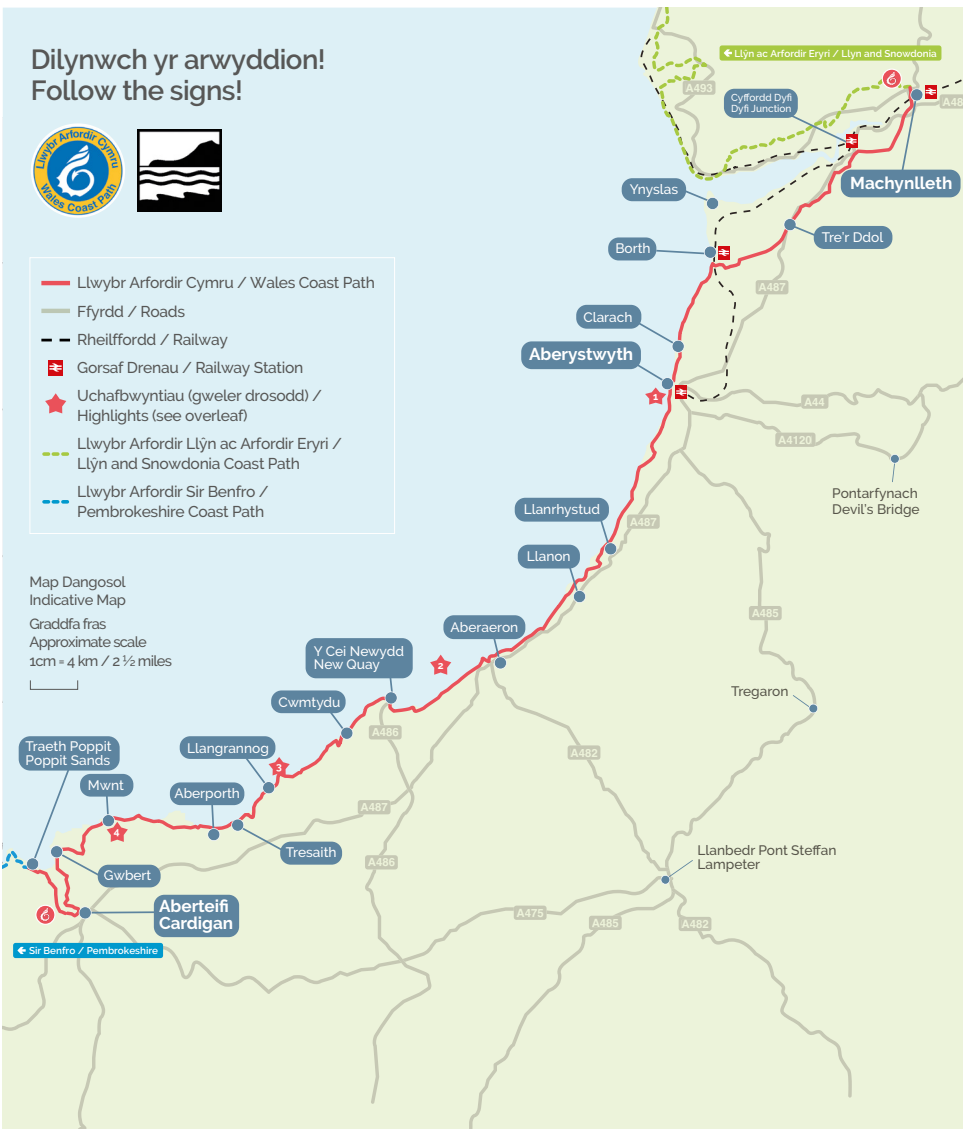 Dilynwch yr arwyddion!
Follow the signs!
Llwybr Arfordir Cymru
Wales Coast Path
Llwybr Arfordir Cymru / Wales Coast Path
Ffyrdd / Roads
Rheilffordd / Railway
Gorsaf Drenau / Railway Station
Uchafbwyntiau (gweler drosodd) /
Highlights (see overleaf)
Llwybr Arfordir Llŷn ac Arfordir Eryri /
Llŷn and Snowdonia Coast Path
Llwybr Arfordir Sir Benfro /
Pembrokeshire Coast Path
Map Dangosol
Indicative Map
Graddfa fras
Approximate scale
1cm = 4 km / 2 ½ miles
Llŷn ac Arfordir Eryri / Llyn and Snowdonia
A493
Cyffordd Dyfi
Dyfi Junction
Machynlleth
Ynyslas
Tre'r Ddol
Borth
A487
Clarach
Aberystwyth
1
A44
A4120
Pontarfynach
Devil's Bridge
Llanrhystud
A487
Llanon
A485
Aberaeron
Y Cei Newydd
New Quay
2
Tregaron
Cwmtydu
A486
A482
Traeth Poppit
Poppit Sands
Llangrannog
3
Mwnt
Aberporth
A487
4
Tresaith
Llanbedr Pont Steffan
Lampeter
A486
Gwbert
Aberteifi
Cardigan
A475
A485
A482
Sir Benfro / Pembrokeshire